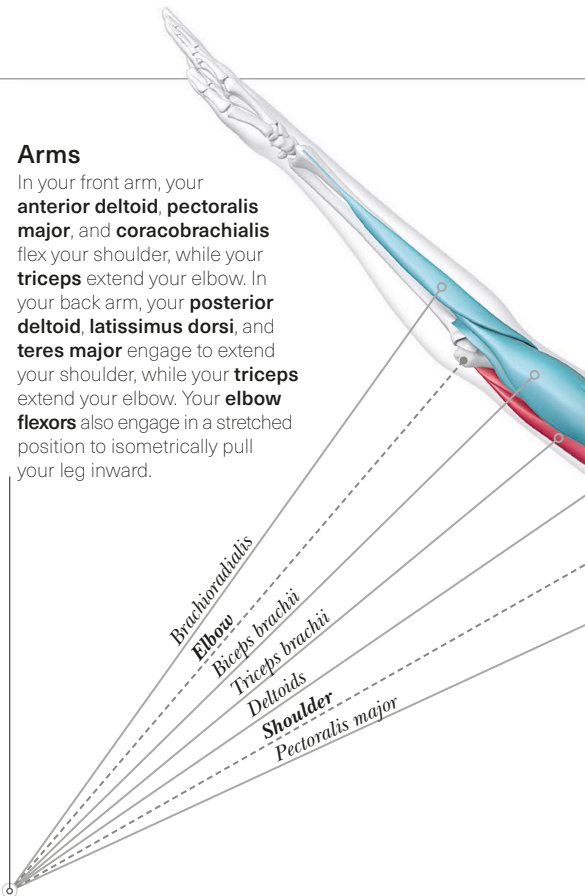 Arms
In your front arm, your
anterior deltoid, pectoralis
major, and coracobrachialis
flex your shoulder, while your
triceps extend your elbow. In
your back arm, your posterior
deltoid, latissimus dorsi, and
teres major engage to extend
your shoulder, while your triceps
extend your elbow. Your elbow
flexors also engage in a stretched
position to isometrically pull
your leg inward.
Brachioradialis
Elbow
Biceps brachii
Triceps brachii
Deltoids
Shoulder
Pectoralis major